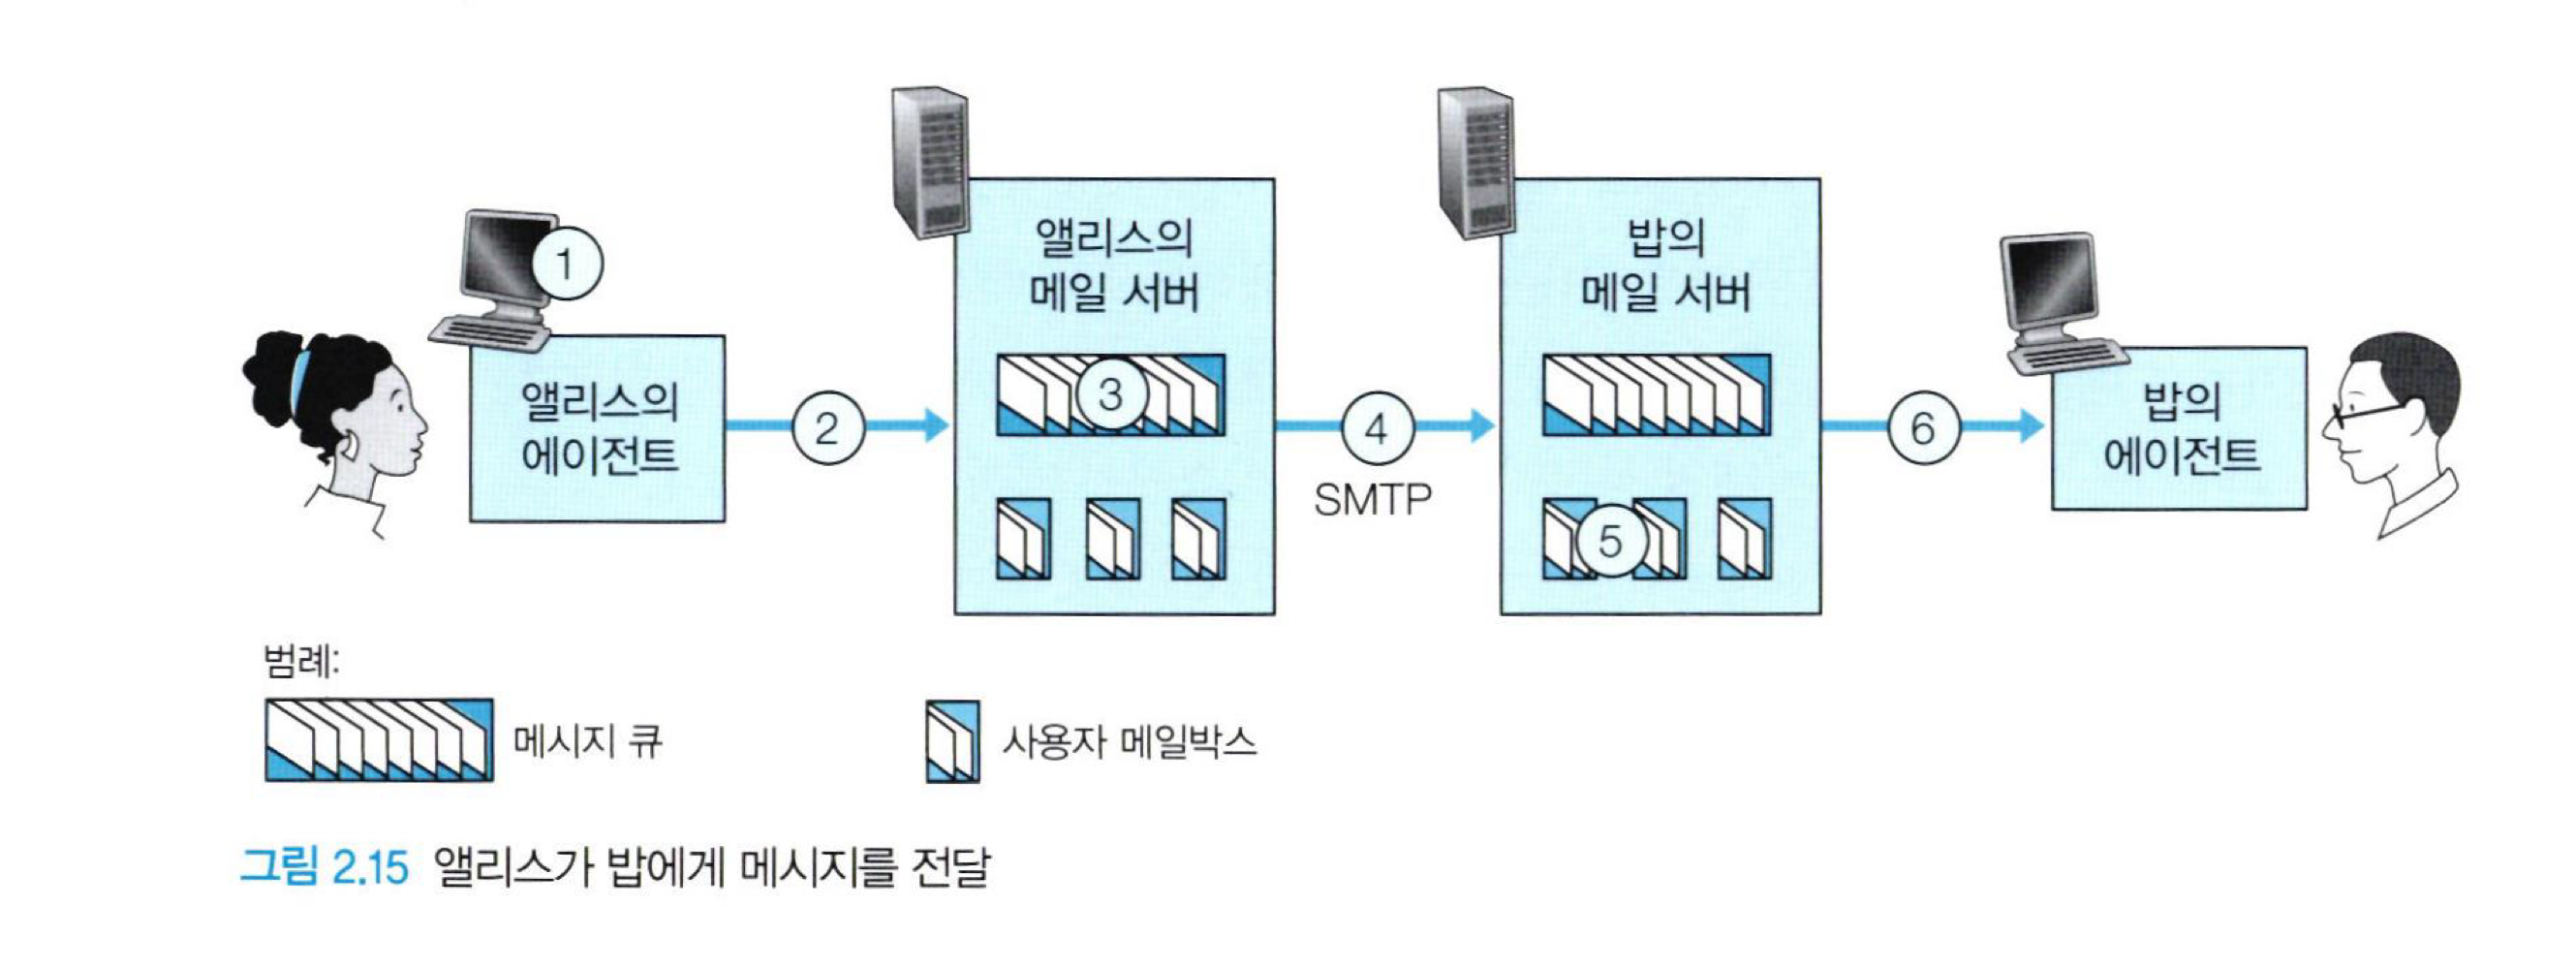 1
앨리스의
에이전트
2
앨리스의
메일 서버
3
4
SMTP
밥의
메일 서버
5
6
밥의
에이전트
범례:
메시지 큐
사용자 메일박스
그림 2.15 앨리스가 밥에게 메시지를 전달